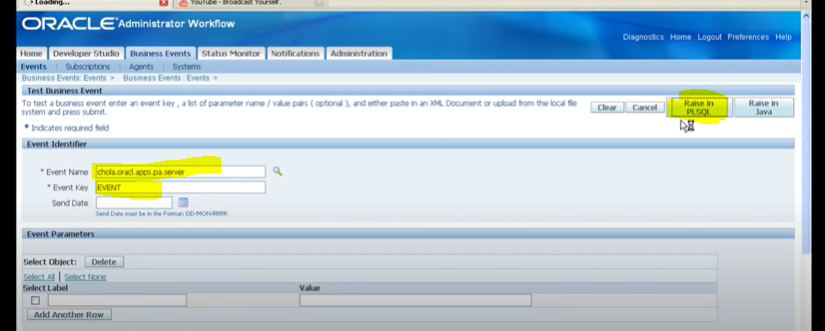 Loading...
YouTube - Broadcast Yourself.
ORACLE Administrator Workflow
Diagnostics Home Logout Preferences Help
Home Developer Studio Business Events Status Monitor Notifications Administration
Events Subscriptions Agents Systems
Business Events: Events > Business Events: Events >
Test Business Event
To test a business event enter an event key , a list of parameter name / value pairs ( optional ), and either paste in an XML Document or upload from the local file
system and press submit.
Clear Cancel Raise in PLSQL Raise in Java
* Indicates required field
Event Identifier
* Event Name chola.oracl.apps.pa.server
* Event Key EVENT
Send Date
Send Date must be in the Format: DD-MON-RRRR
Event Parameters
Select Object: Delete
Select All | Select None
Select Label Value
Add Another Row